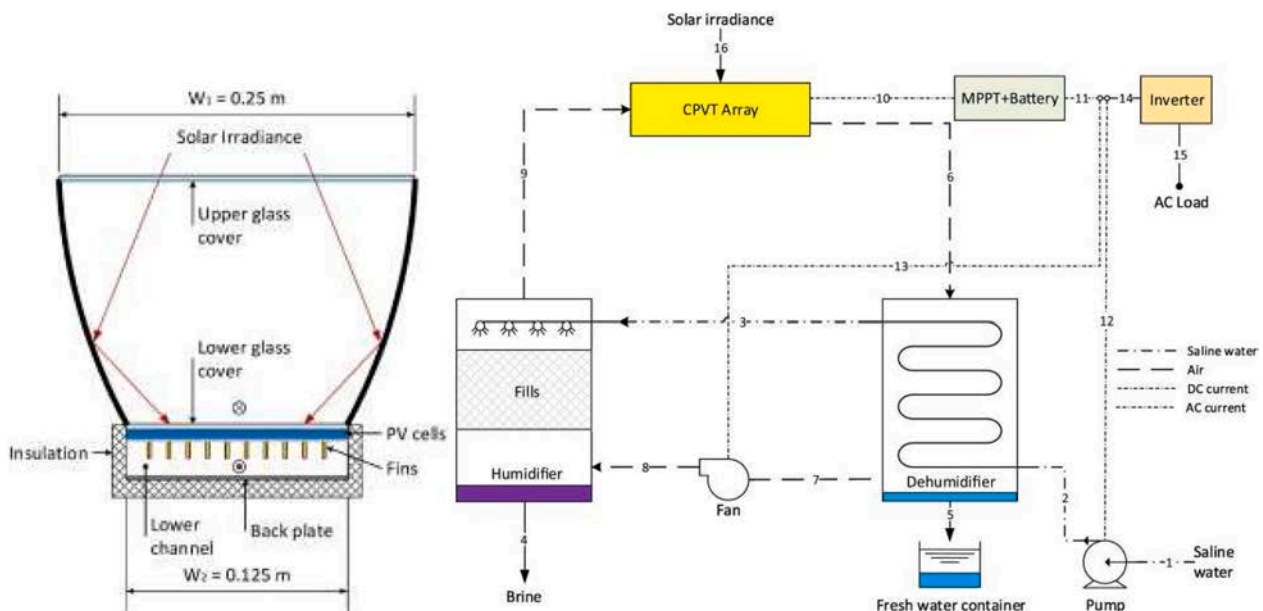 W₁ = 0.25 m
Solar Irradiance
Upper glass
cover
Lower glass
cover
PV cells
Insulation
Fins
Lower
channel
Back plate
W₂ = 0.125 m
Solar irradiance
16
CPVT Array
10
MPPT+Battery
11
14
Inverter
15
AC Load
9
6
13
12
3
Fills
Humidifier
8
Fan
7
Dehumidifier
2
Saline water
Air
DC current
AC current
4
Brine
5
Fresh water container
1
Saline
water
Pump